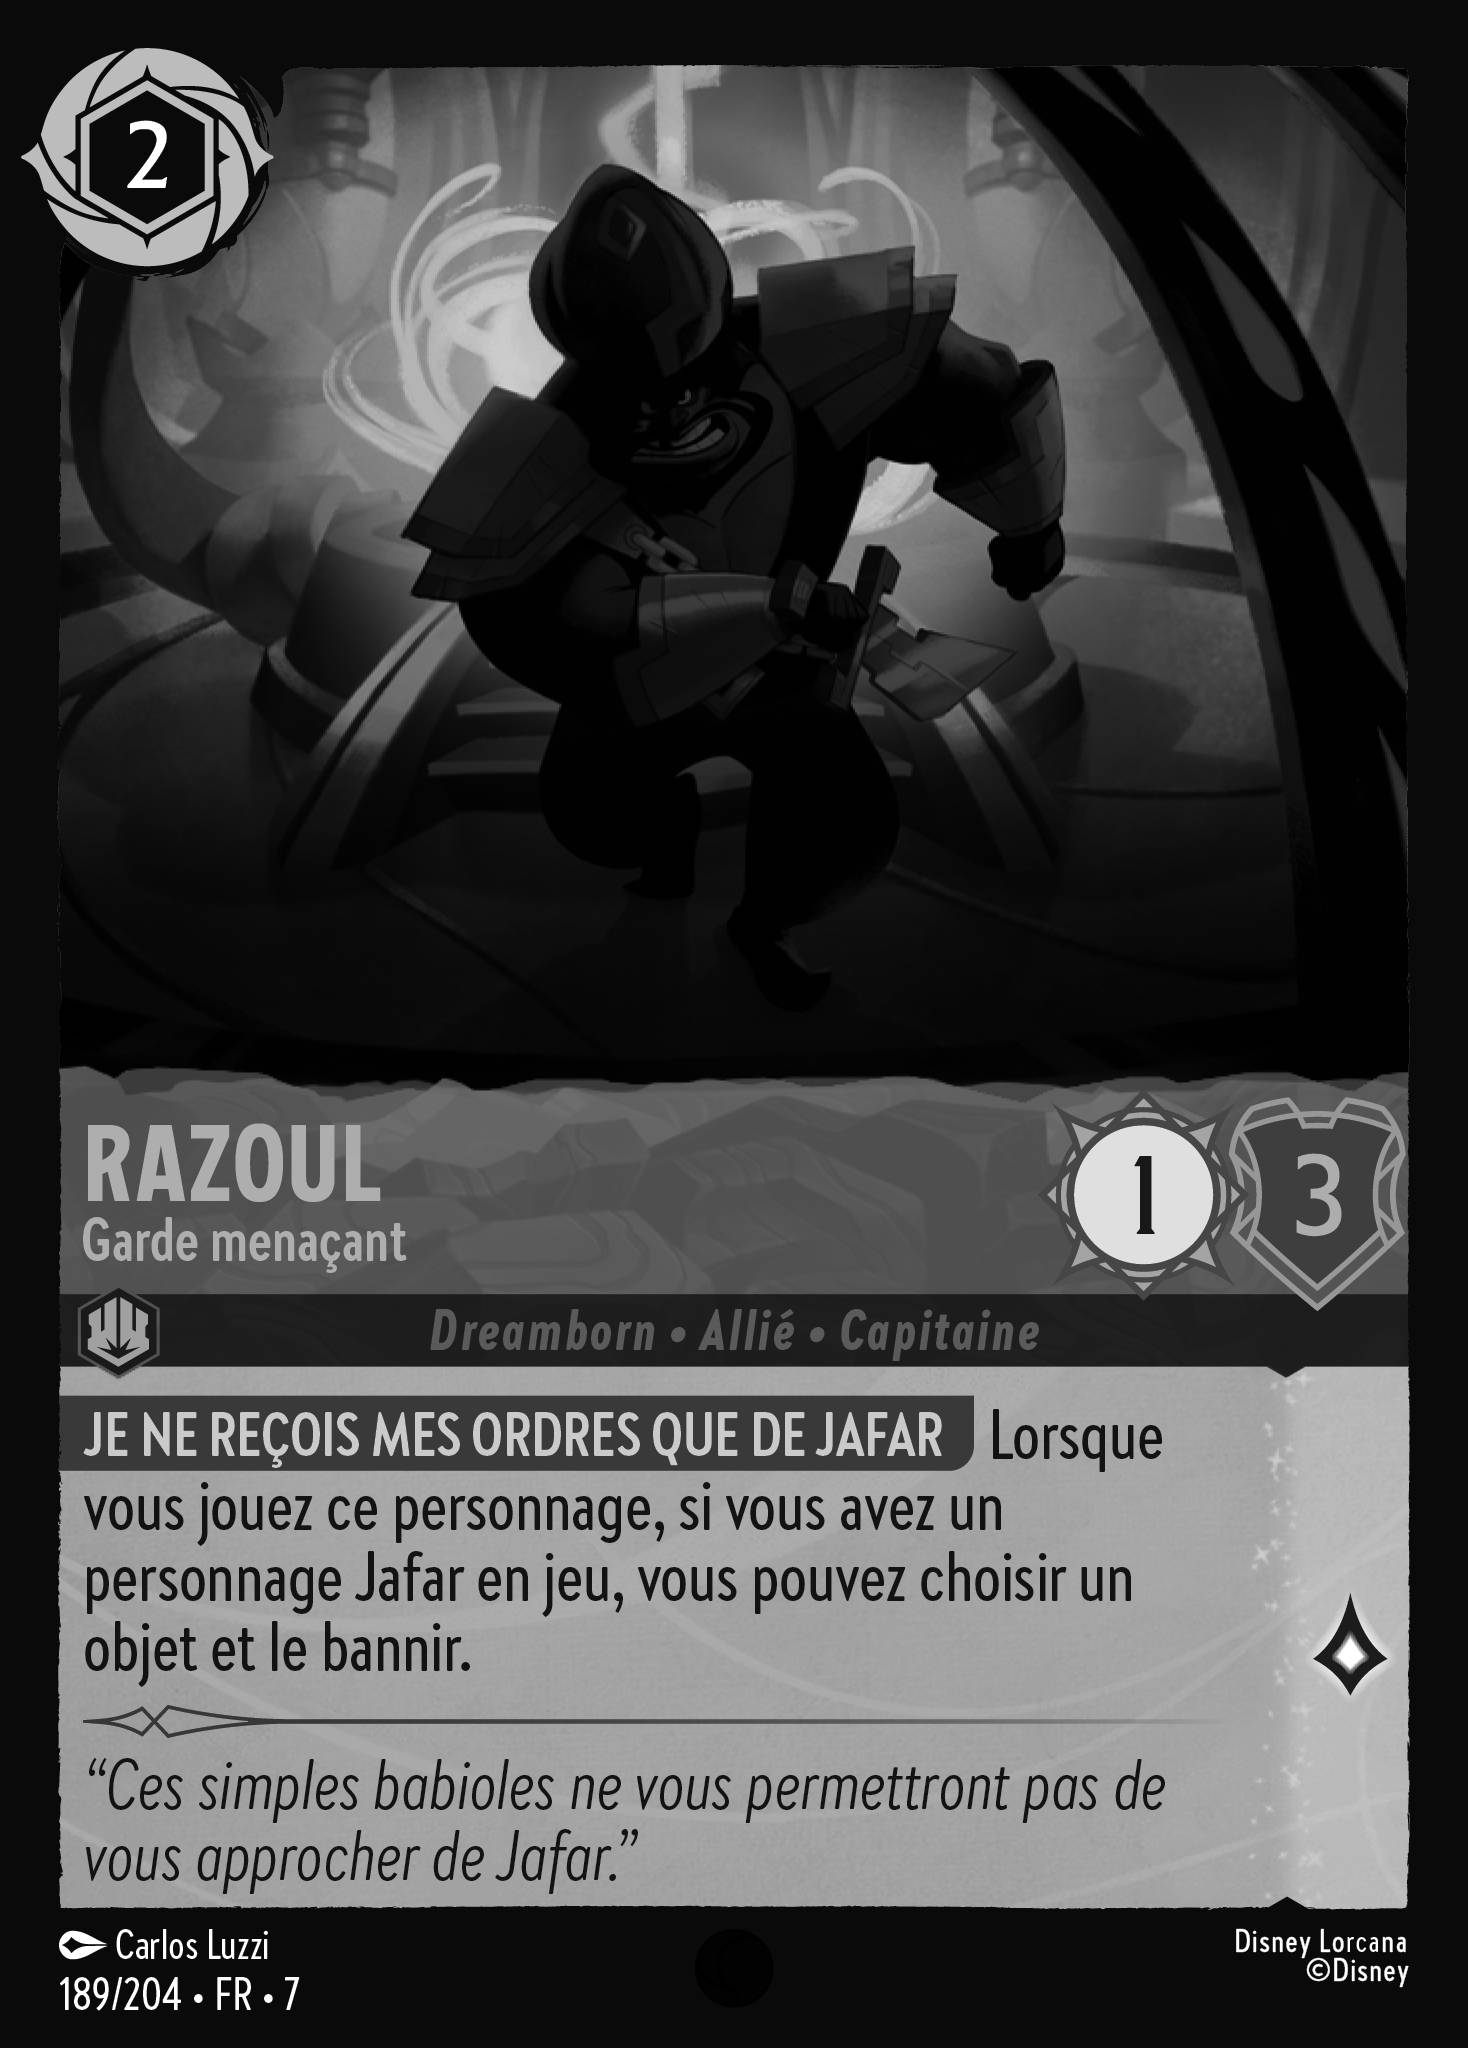 2
RAZOUL
Garde menaçant
1 3
Dreamborn • Allié • Capitaine
JE NE REÇOIS MES ORDRES QUE DE JAFAR Lorsque
vous jouez ce personnage, si vous avez un
personnage Jafar en jeu, vous pouvez choisir un
objet et le bannir.
“Ces simples babioles ne vous permettront pas de
vous approcher de Jafar.”
Carlos Luzzi
189/204 • FR • 7
Disney Lorcana
©Disney